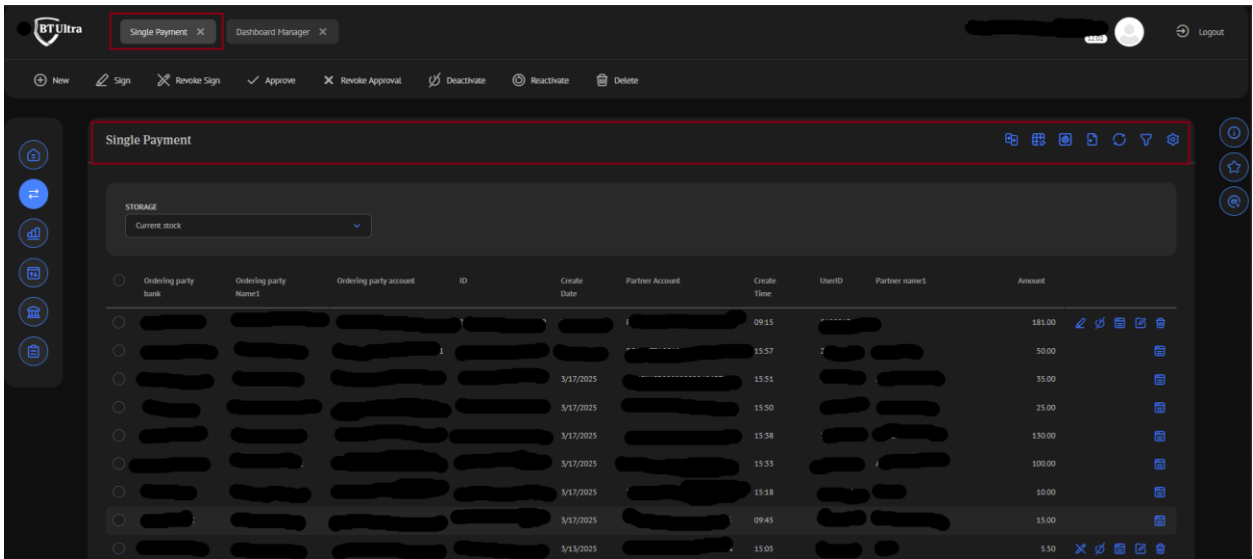 BT Ultra
Single Payment X Dashboard Manager X
Logout
New Sign Revoke Sign Approve Revoke Approval Deactivate Reactivate Delete
Single Payment
STORAGE
Current stock
Ordering party bank Ordering party Name1 Ordering party account ID Create Date Partner Account Create Time UserID Partner name1 Amount
09:15 181.00
15:57 50.00
3/17/2025 15:51 35.00
3/17/2025 15:50 25.00
3/17/2025 15:38 130.00
3/17/2025 15:33 100.00
3/17/2025 15:18 10.00
3/17/2025 09:45 15.00
3/13/2025 15:05 5.50